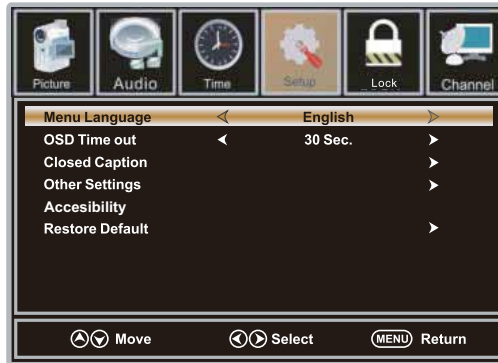 Picture Audio Time Setup Lock Channel
Menu Language English
OSD Time out 30 Sec.
Closed Caption
Other Settings
Accesibility
Restore Default
Move Select MENU Return